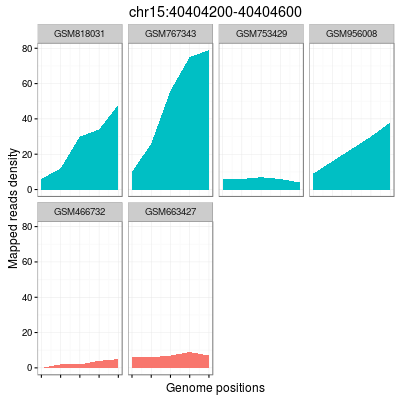 chr15:40404200-40404600
GSM818031 GSM767343 GSM753429 GSM956008
80
60
40
20
0
Mapped reads density
GSM466732 GSM663427
80
60
40
20
0
Genome positions